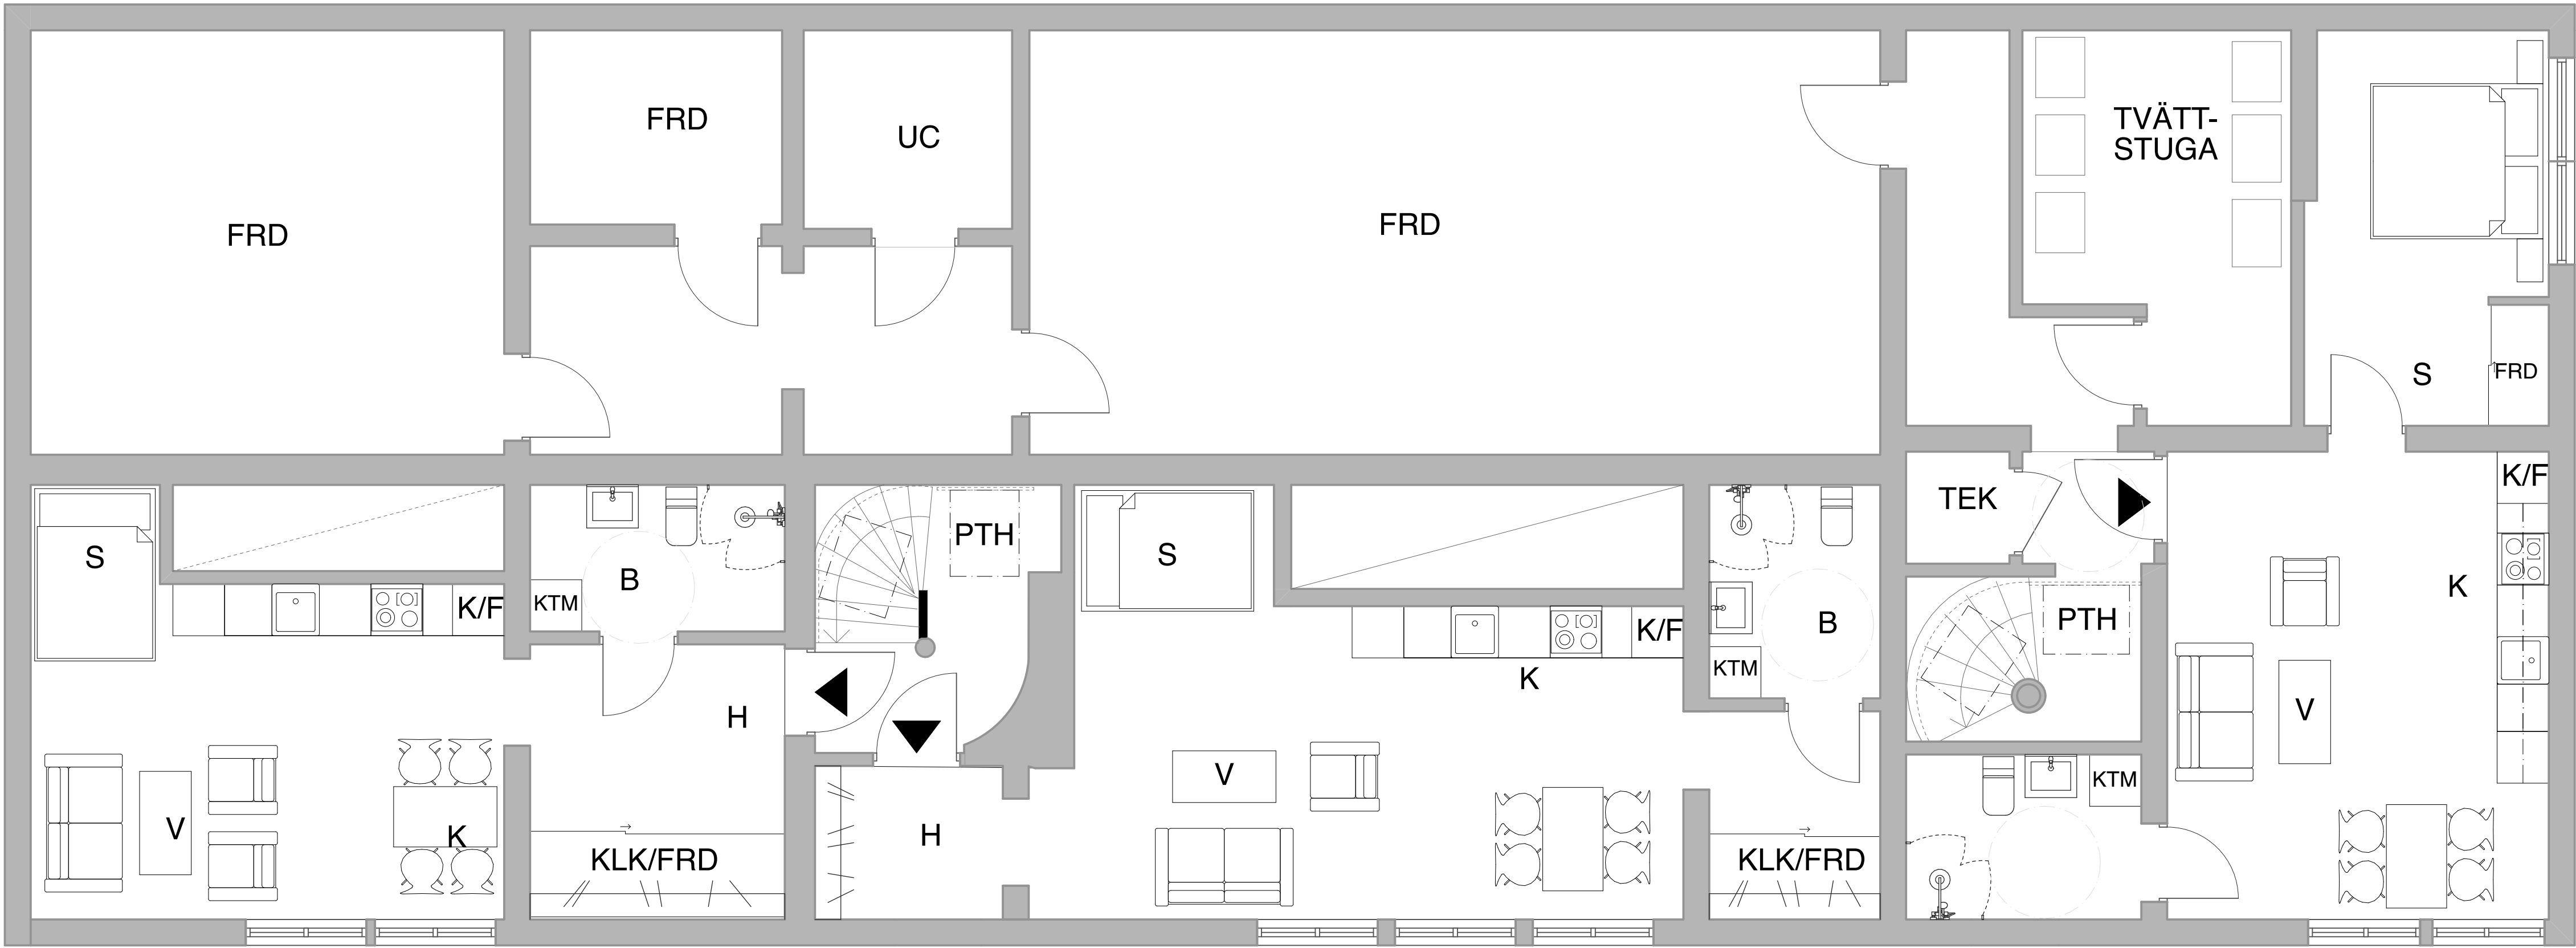 FRD
UC
TVÄTT-
STUGA
FRD
FRD
S
FRD
K/F
TEK
PTH
S
S
B
KTM
K/F
PTH
K
B
K/F
KTM
K
H
V
V
KTM
V
K
H
KLK/FRD
KLK/FRD